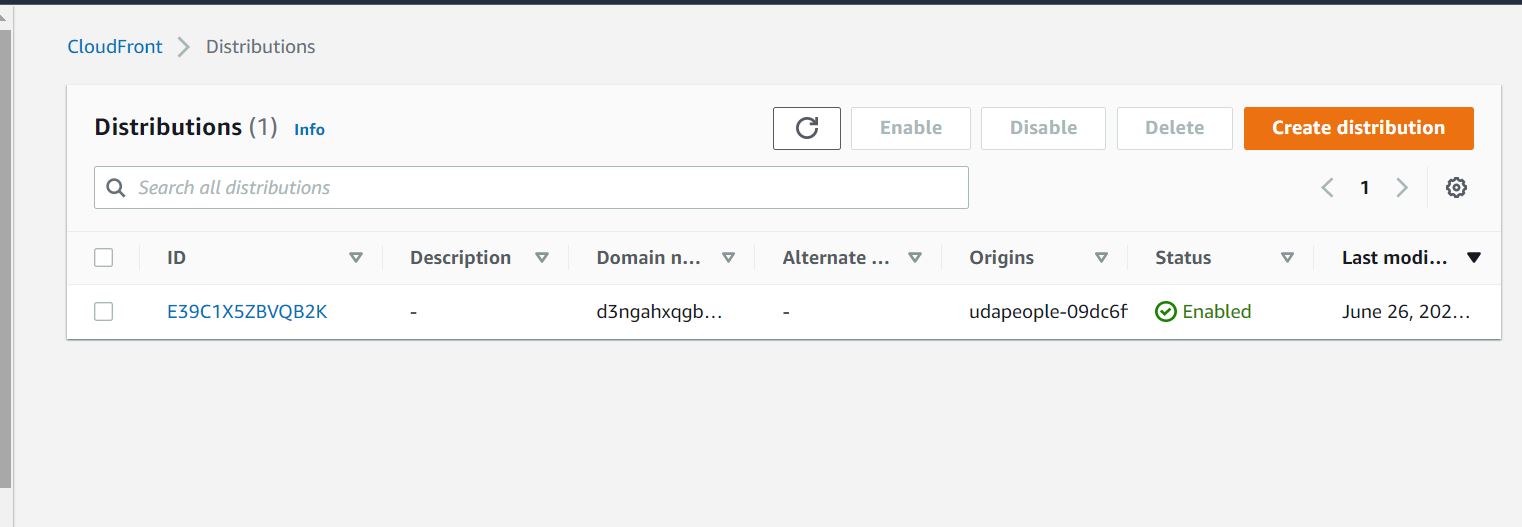 CloudFront Distributions
Distributions (1) Info
Enable Disable Delete Create distribution
Search all distributions
1
ID Description Domain n... Alternate ... Origins Status Last modi...
E39C1X5ZBVQB2K - d3ngahxqgb... - udapeople-09dc6f Enabled June 26, 202...